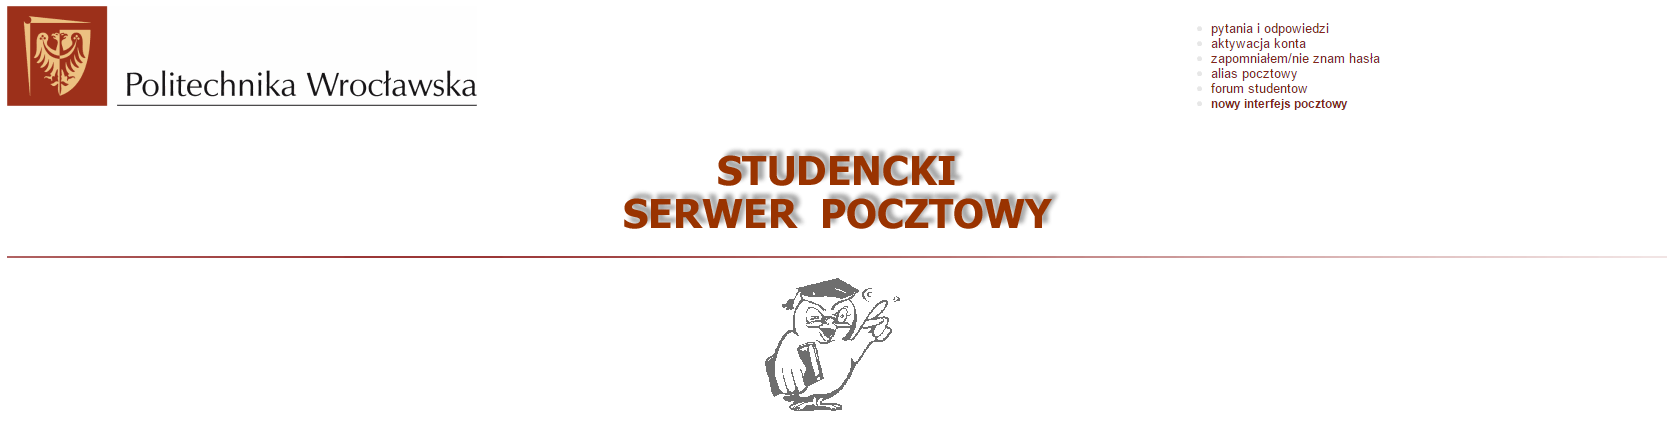 Politechnika Wrocławska
pytania i odpowiedzi
aktywacja konta
zapomniałem/nie znam hasła
alias pocztowy
forum studentow
nowy interfejs pocztowy
STUDENCKI
SERWER POCZTOWY